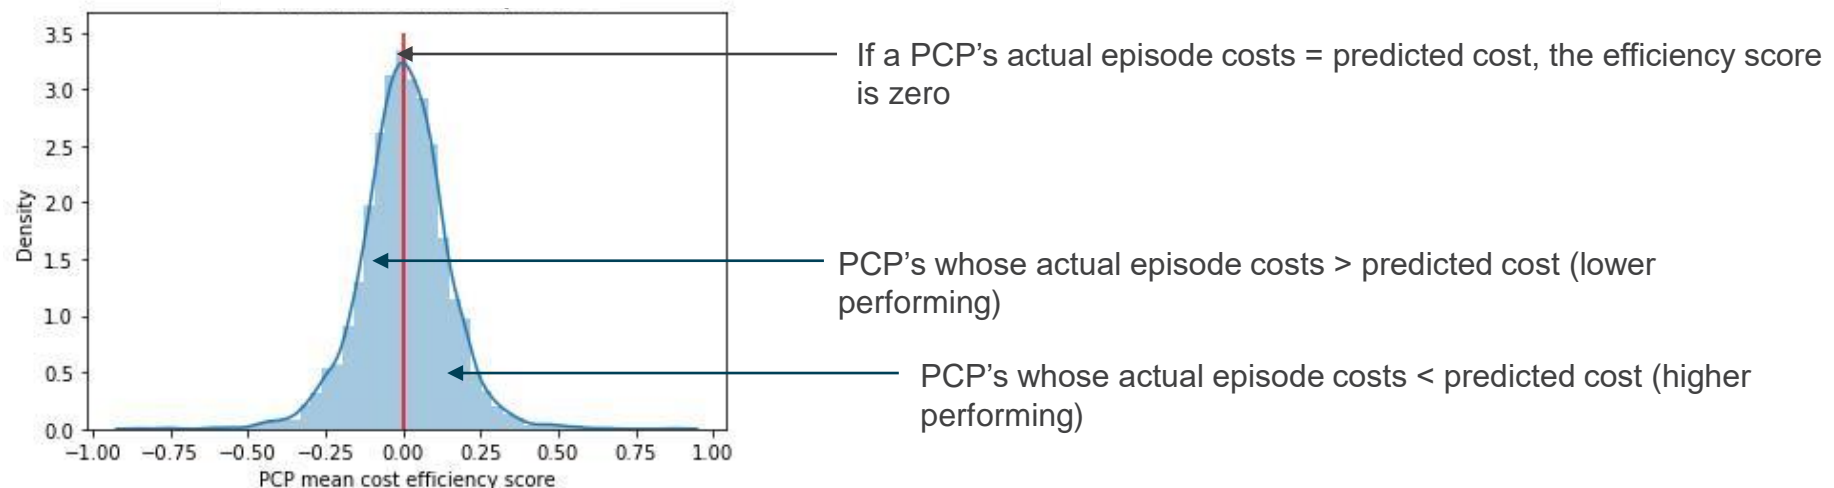 3.5
3.0
2.5
2.0
1.5
1.0
0.5
0.0
Density
−1.00 −0.75 −0.50 −0.25 0.00 0.25 0.50 0.75 1.00
PCP mean cost efficiency score
If a PCP’s actual episode costs = predicted cost, the efficiency score
is zero
PCP’s whose actual episode costs > predicted cost (lower
performing)
PCP’s whose actual episode costs < predicted cost (higher
performing)